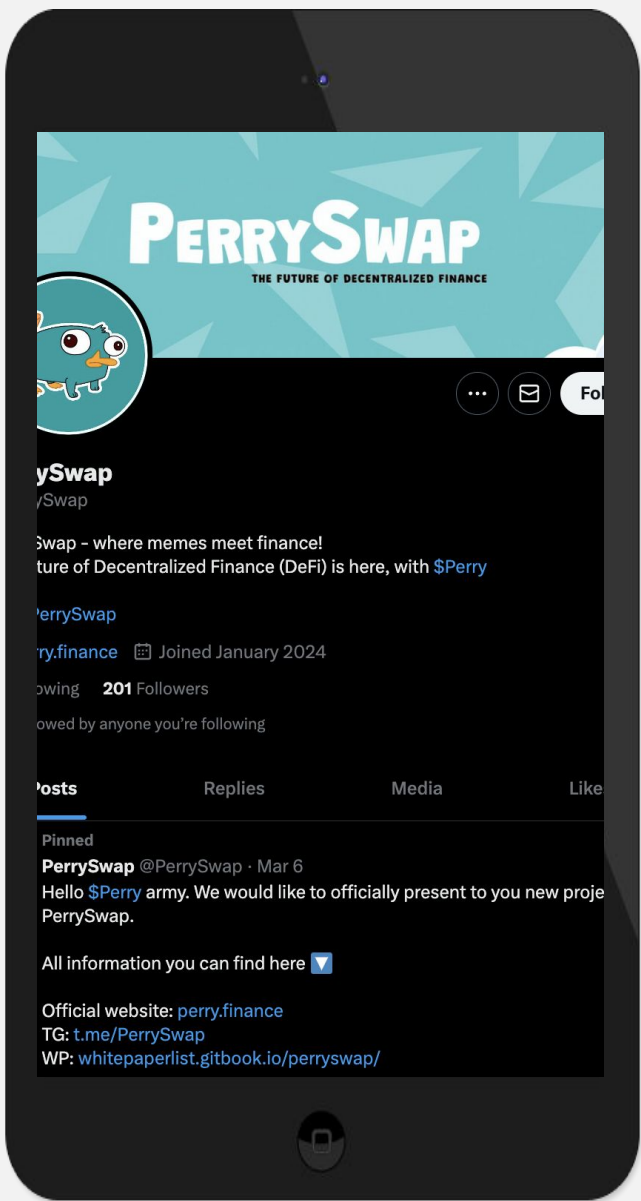 PERRYSWAP
THE FUTURE OF DECENTRALIZED FINANCE
Fol
ySwap
ySwap
Swap – where memes meet finance!
ture of Decentralized Finance (DeFi) is here, with $Perry
PerrySwap
ry.finance Joined January 2024
owing 201 Followers
owed by anyone you're following
Posts Replies Media Like
Pinned
PerrySwap @PerrySwap · Mar 6
Hello $Perry army. We would like to officially present to you new proje
PerrySwap.
All information you can find here
Official website: perry.finance
TG: t.me/PerrySwap
WP: whitepaperlist.gitbook.io/perryswap/